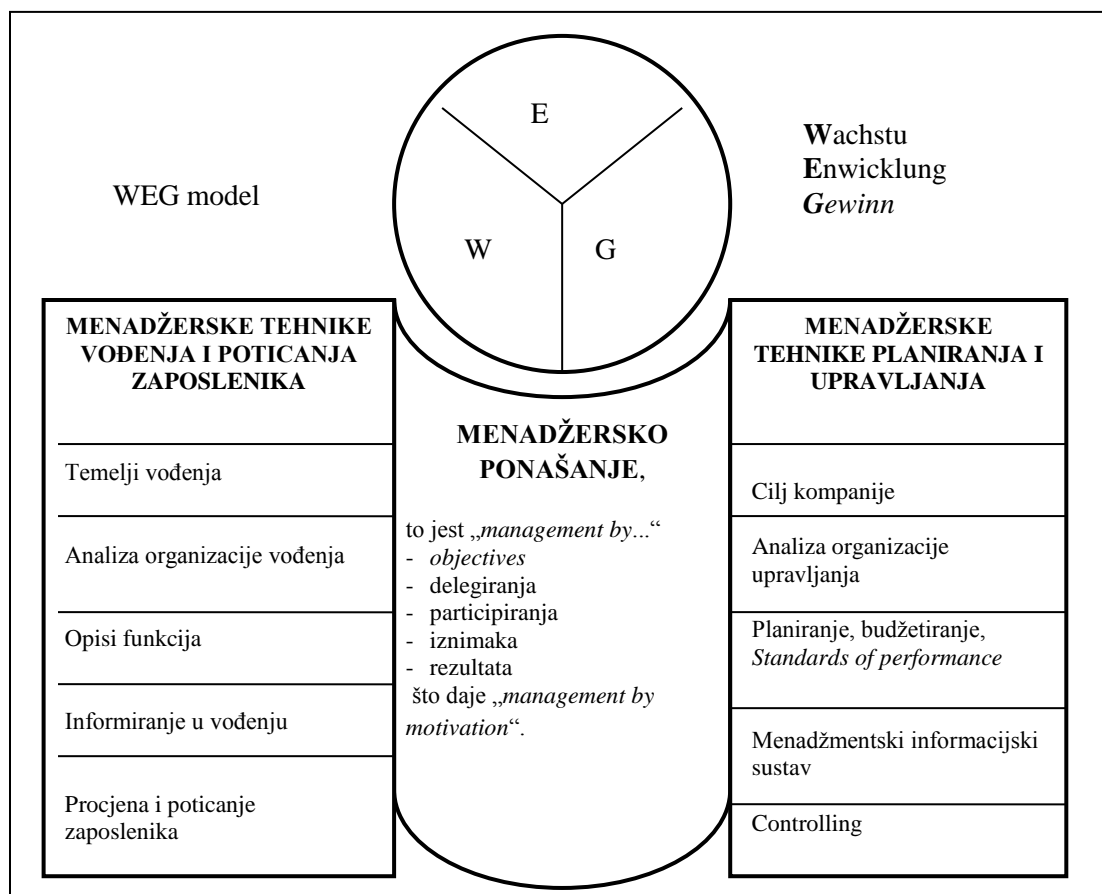 E
W
G
WEG model
Wachstu
Enwicklung
Gewinn
MENADŽERSKE TEHNIKE
VOĐENJA I POTICANJA
ZAPOSLENIKA
Temelji vođenja
Analiza organizacije vođenja
Opisi funkcija
Informiranje u vođenju
Procjena i poticanje
zaposlenika
MENADŽERSKO
PONAŠANJE,
to jest „management by...“
- objectives
- delegiranja
- participiranja
- iznimaka
- rezultata
što daje „management by
motivation“.
MENADŽERSKE
TEHNIKE PLANIRANJA I
UPRAVLJANJA
Cilj kompanije
Analiza organizacije
upravljanja
Planiranje, budžetiranje,
Standards of performance
Menadžmentski informacijski
sustav
Controlling